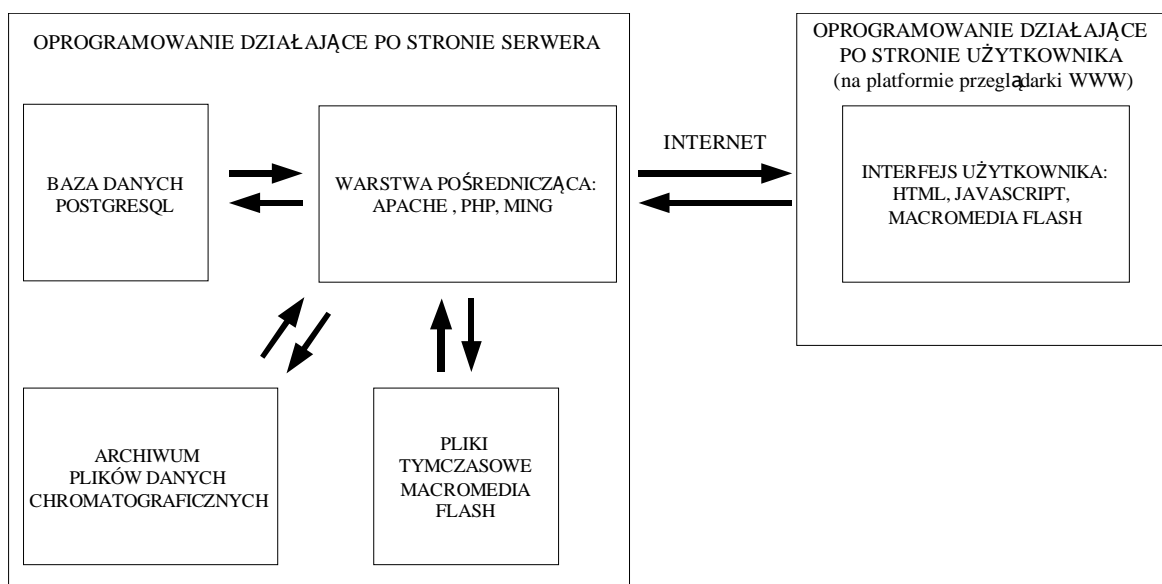 OPROGRAMOWANIE DZIAŁAJĄCE PO STRONIE SERWERA
BAZA DANYCH
POSTGRESQL
WARSTWA POŚREDNICZĄCA:
APACHE , PHP, MING
ARCHIWUM
PLIKÓW DANYCH
CHROMATOGRAFICZNYCH
PLIKI
TYMCZASOWE
MACROMEDIA
FLASH
INTERNET
OPROGRAMOWANIE DZIAŁAJĄCE
PO STRONIE UŻYTKOWNIKA
(na platformie przeglądarki WWW)
INTERFEJS UŻYTKOWNIKA:
HTML, JAVASCRIPT,
MACROMEDIA FLASH